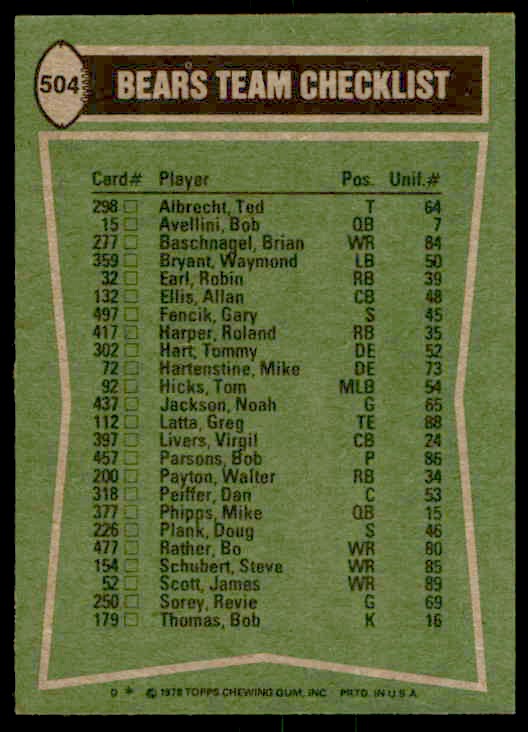 504 BEARS TEAM CHECKLIST
Card# Player Pos. Unif.#
298 Albrecht, Ted T 64
15 Avellini, Bob QB 7
277 Baschnagel, Brian WR 84
359 Bryant, Waymond LB 50
32 Earl, Robin RB 39
132 Ellis, Allan CB 48
497 Fencik, Gary S 45
417 Harper, Roland RB 35
302 Hart, Tommy DE 52
72 Hartenstine, Mike DE 73
92 Hicks, Tom MLB 54
437 Jackson, Noah G 65
112 Latta, Greg TE 88
397 Livers, Virgil CB 24
457 Parsons, Bob P 86
200 Payton, Walter RB 34
318 Peiffer, Dan C 53
377 Phipps, Mike QB 15
226 Plank, Doug S 46
477 Rather, Bo WR 80
154 Schubert, Steve WR 85
52 Scott, James WR 89
250 Sorey, Revie G 69
179 Thomas, Bob K 16
D * © 1978 TOPPS CHEWING GUM, INC. PRTD. IN U.S.A.